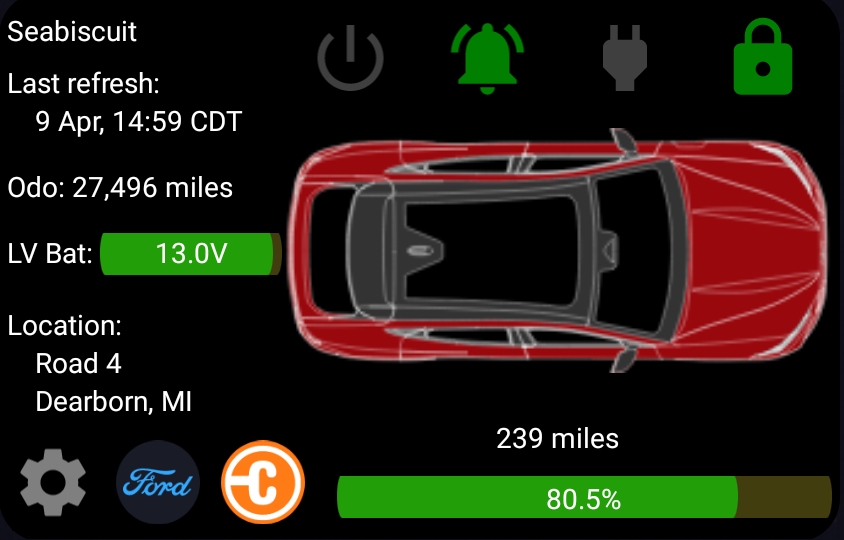 Seabiscuit
Last refresh:
9 Apr, 14:59 CDT
Odo: 27,496 miles
LV Bat: 13.0V
Location:
Road 4
Dearborn, MI
Ford
C
239 miles
80.5%